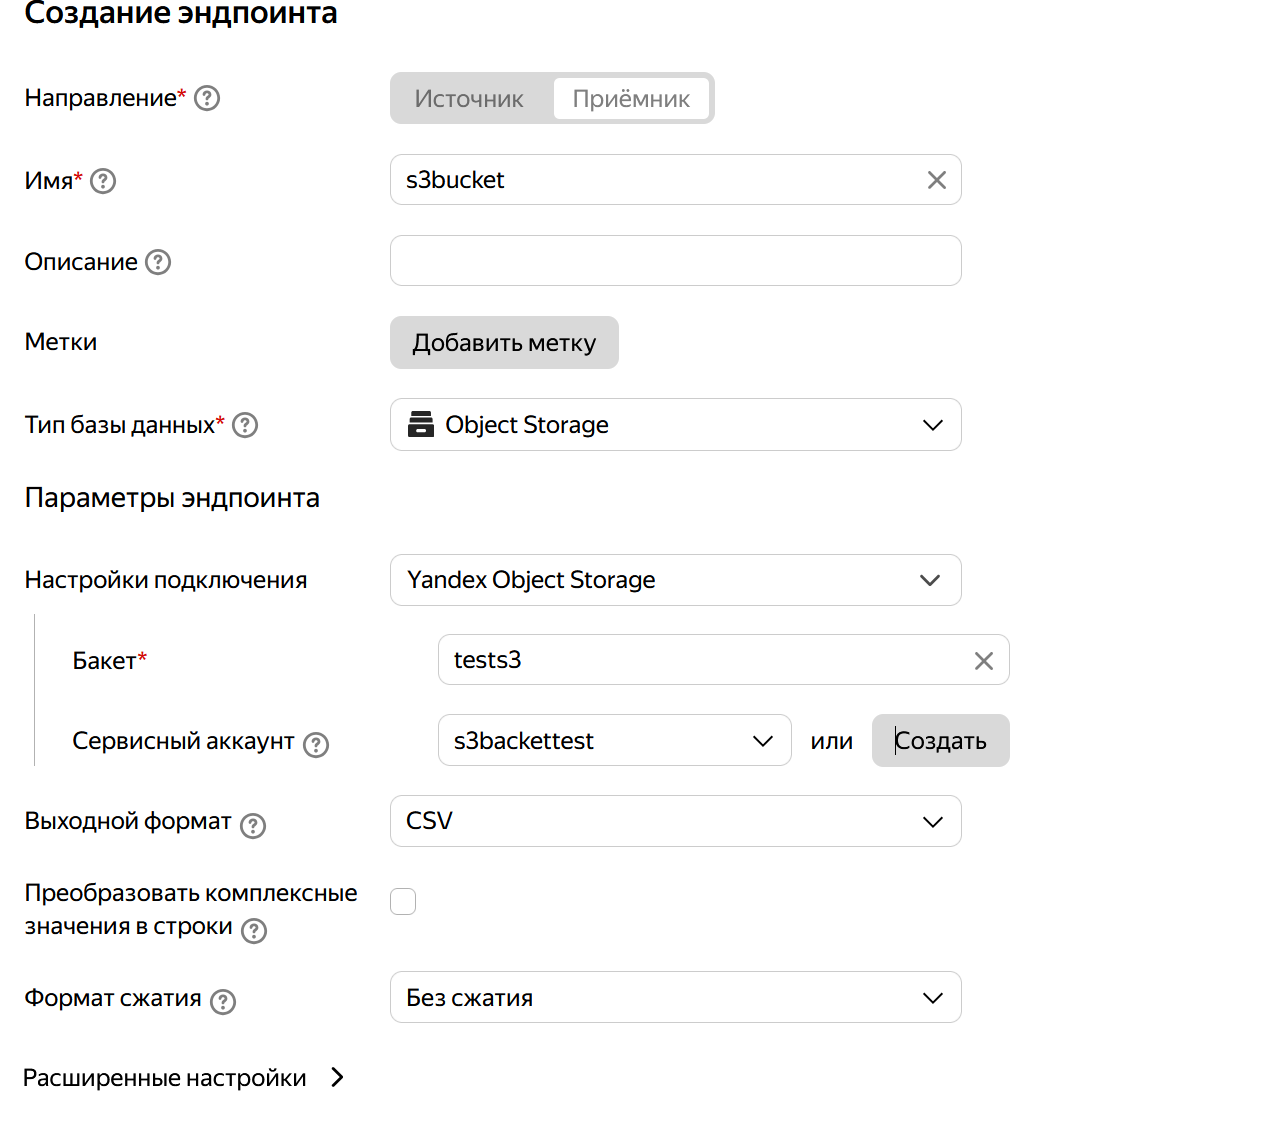 Создание эндпоинта
Направление* ? Источник Приёмник
Имя* ? s3bucket
Описание ?
Метки Добавить метку
Тип базы данных* ? Object Storage
Параметры эндпоинта
Настройки подключения Yandex Object Storage
Бакет* tests3
Сервисный аккаунт ? s3backettest или Создать
Выходной формат ? CSV
Преобразовать комплексные
значения в строки ?
Формат сжатия ? Без сжатия
Расширенные настройки